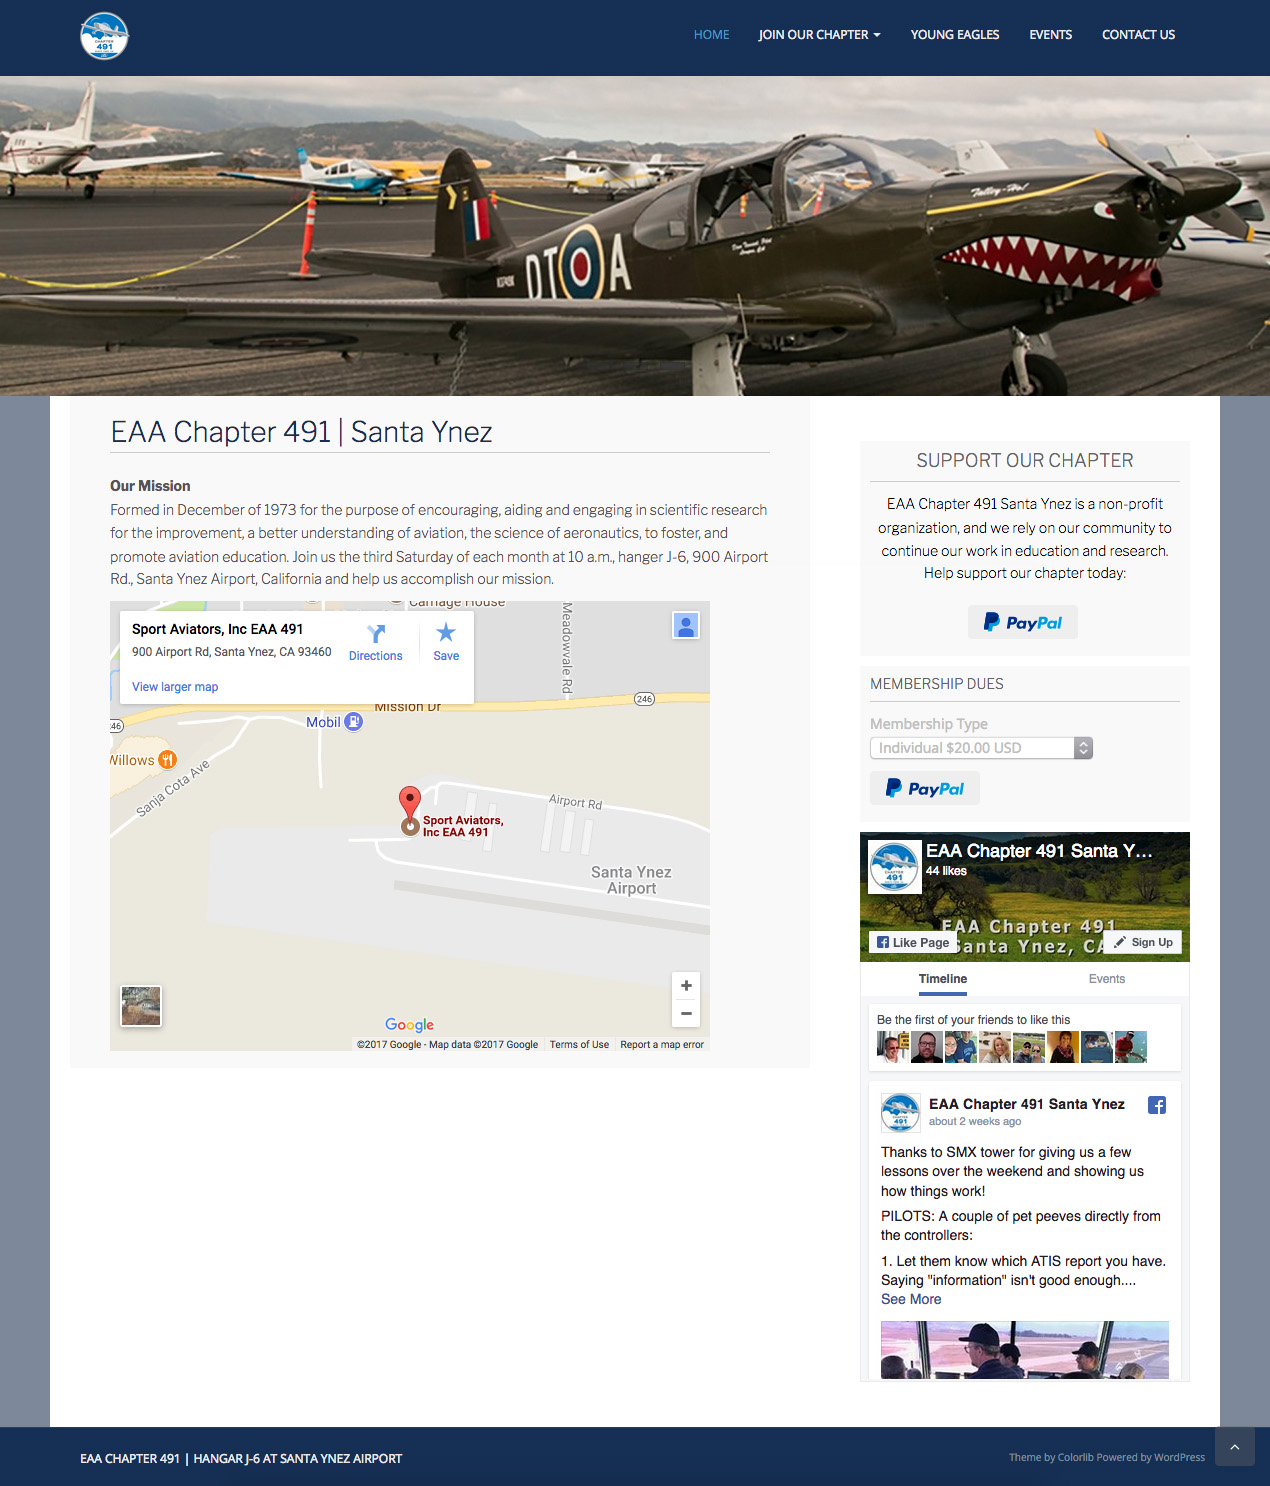 CHAPTER
491
HOME
JOIN OUR CHAPTER
YOUNG EAGLES
EVENTS
CONTACT US
Talley-Ho!
DT A
EAA Chapter 491 | Santa Ynez
Our Mission
Formed in December of 1973 for the purpose of encouraging, aiding and engaging in scientific research
for the improvement, a better understanding of aviation, the science of aeronautics, to foster, and
promote aviation education. Join us the third Saturday of each month at 10 a.m., hanger J-6, 900 Airport
Rd., Santa Ynez Airport, California and help us accomplish our mission.
Carriage House
Sport Aviators, Inc EAA 491
900 Airport Rd, Santa Ynez, CA 93460
Directions
Save
View larger map
Meadowvale Rd
246
Mission Dr
Mobil
46
Willows
Sanja Cota Ave
Airport Rd
Sport Aviators,
Inc EAA 491
Santa Ynez
Airport
+
−
Google
©2017 Google - Map data ©2017 Google
Terms of Use
Report a map error
SUPPORT OUR CHAPTER
EAA Chapter 491 Santa Ynez is a non-profit
organization, and we rely on our community to
continue our work in education and research.
Help support our chapter today:
PayPal
MEMBERSHIP DUES
Membership Type
Individual $20.00 USD
PayPal
CHAPTER
491
EAA Chapter 491 Santa Y...
44 likes
EAA Chapter 491
Santa Ynez, CA
Like Page
Sign Up
Timeline
Events
Be the first of your friends to like this
CHAPTER
491
EAA Chapter 491 Santa Ynez
about 2 weeks ago
Thanks to SMX tower for giving us a few
lessons over the weekend and showing us
how things work!
PILOTS: A couple of pet peeves directly from
the controllers:
1. Let them know which ATIS report you have.
Saying "information" isn't good enough....
See More
EAA CHAPTER 491 | HANGAR J-6 AT SANTA YNEZ AIRPORT
Theme by Colorlib Powered by WordPress